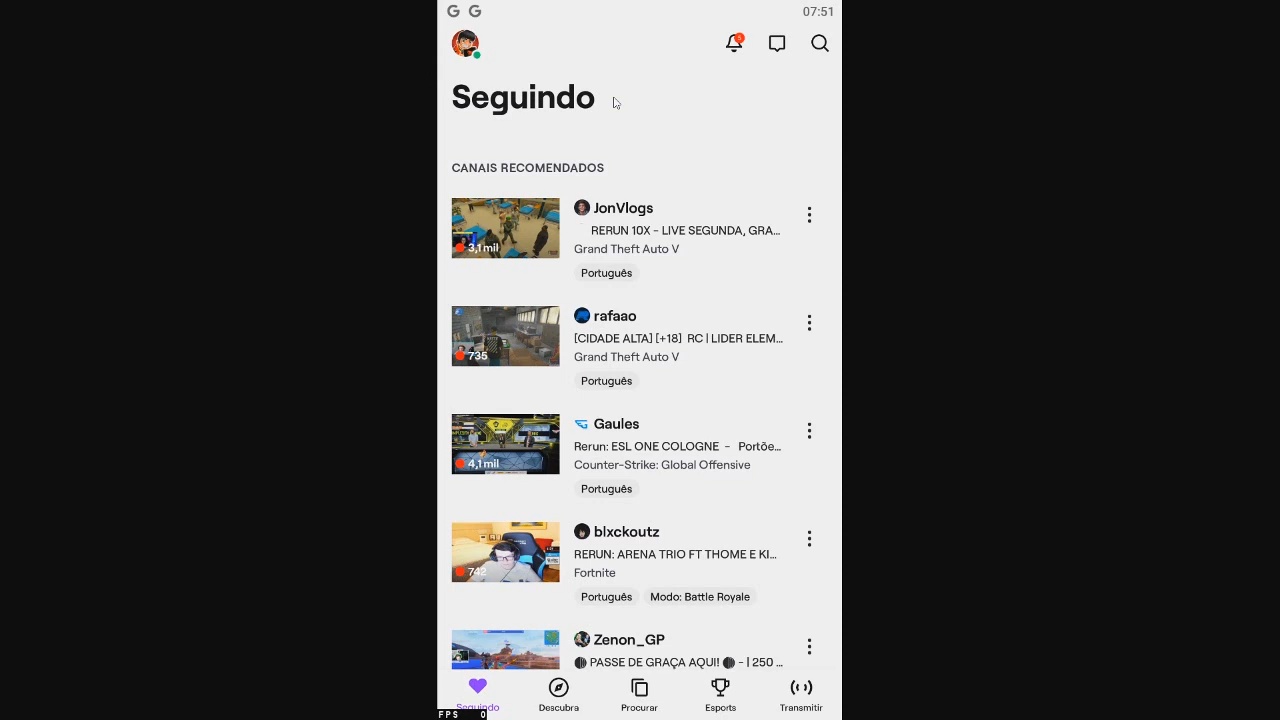 G G 07:51
5
Seguindo
CANAIS RECOMENDADOS
JonVlogs
RERUN 10X - LIVE SEGUNDA, GRA...
3,1 mil
Grand Theft Auto V
Português
rafaao
[CIDADE ALTA] [+18] RC | LIDER ELEM...
735
Grand Theft Auto V
Português
Gaules
Rerun: ESL ONE COLOGNE - Portõe...
4,1 mil
Counter-Strike: Global Offensive
Português
blxckoutz
RERUN: ARENA TRIO FT THOME E KI...
742
Fortnite
Português Modo: Battle Royale
Zenon_GP
PASSE DE GRAÇA AQUI! - | 250 ...
Seguindo Descubra Procurar Esports Transmitir
FPS 0